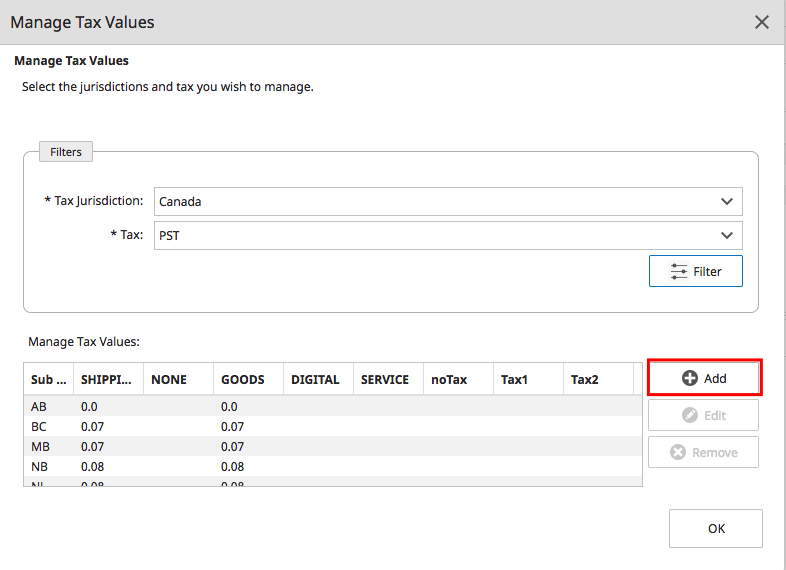 Manage Tax Values
Manage Tax Values
Select the jurisdictions and tax you wish to manage.
Filters
* Tax Jurisdiction: Canada
* Tax: PST
Filter
Manage Tax Values:
Sub ... SHIPPI... NONE GOODS DIGITAL SERVICE noTax Tax1 Tax2
Add
AB 0.0 0.0
BC 0.07 0.07
Edit
MB 0.07 0.07
Remove
NB 0.08 0.08
OK